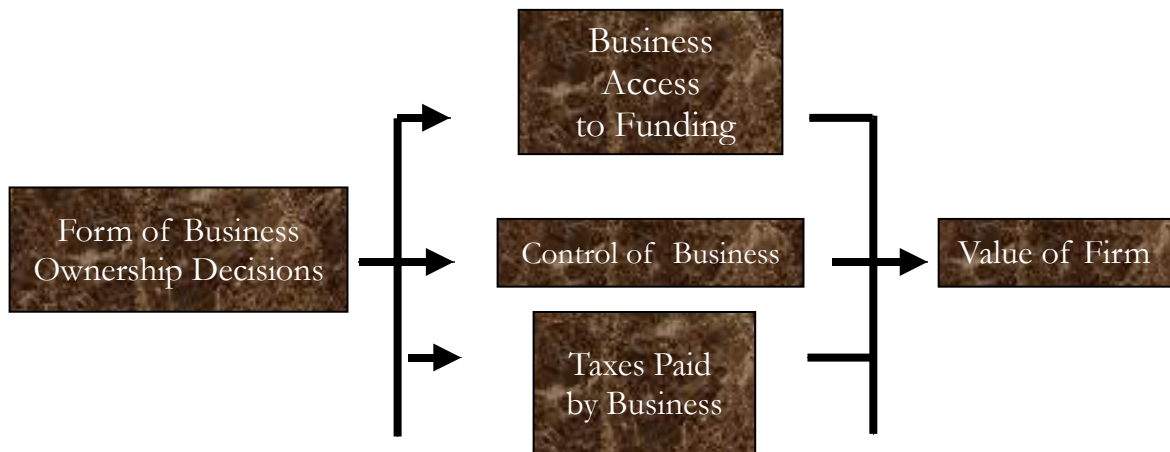 Form of Business
Ownership Decisions
Business
Access
to Funding
Control of Business
Taxes Paid
by Business
Value of Firm